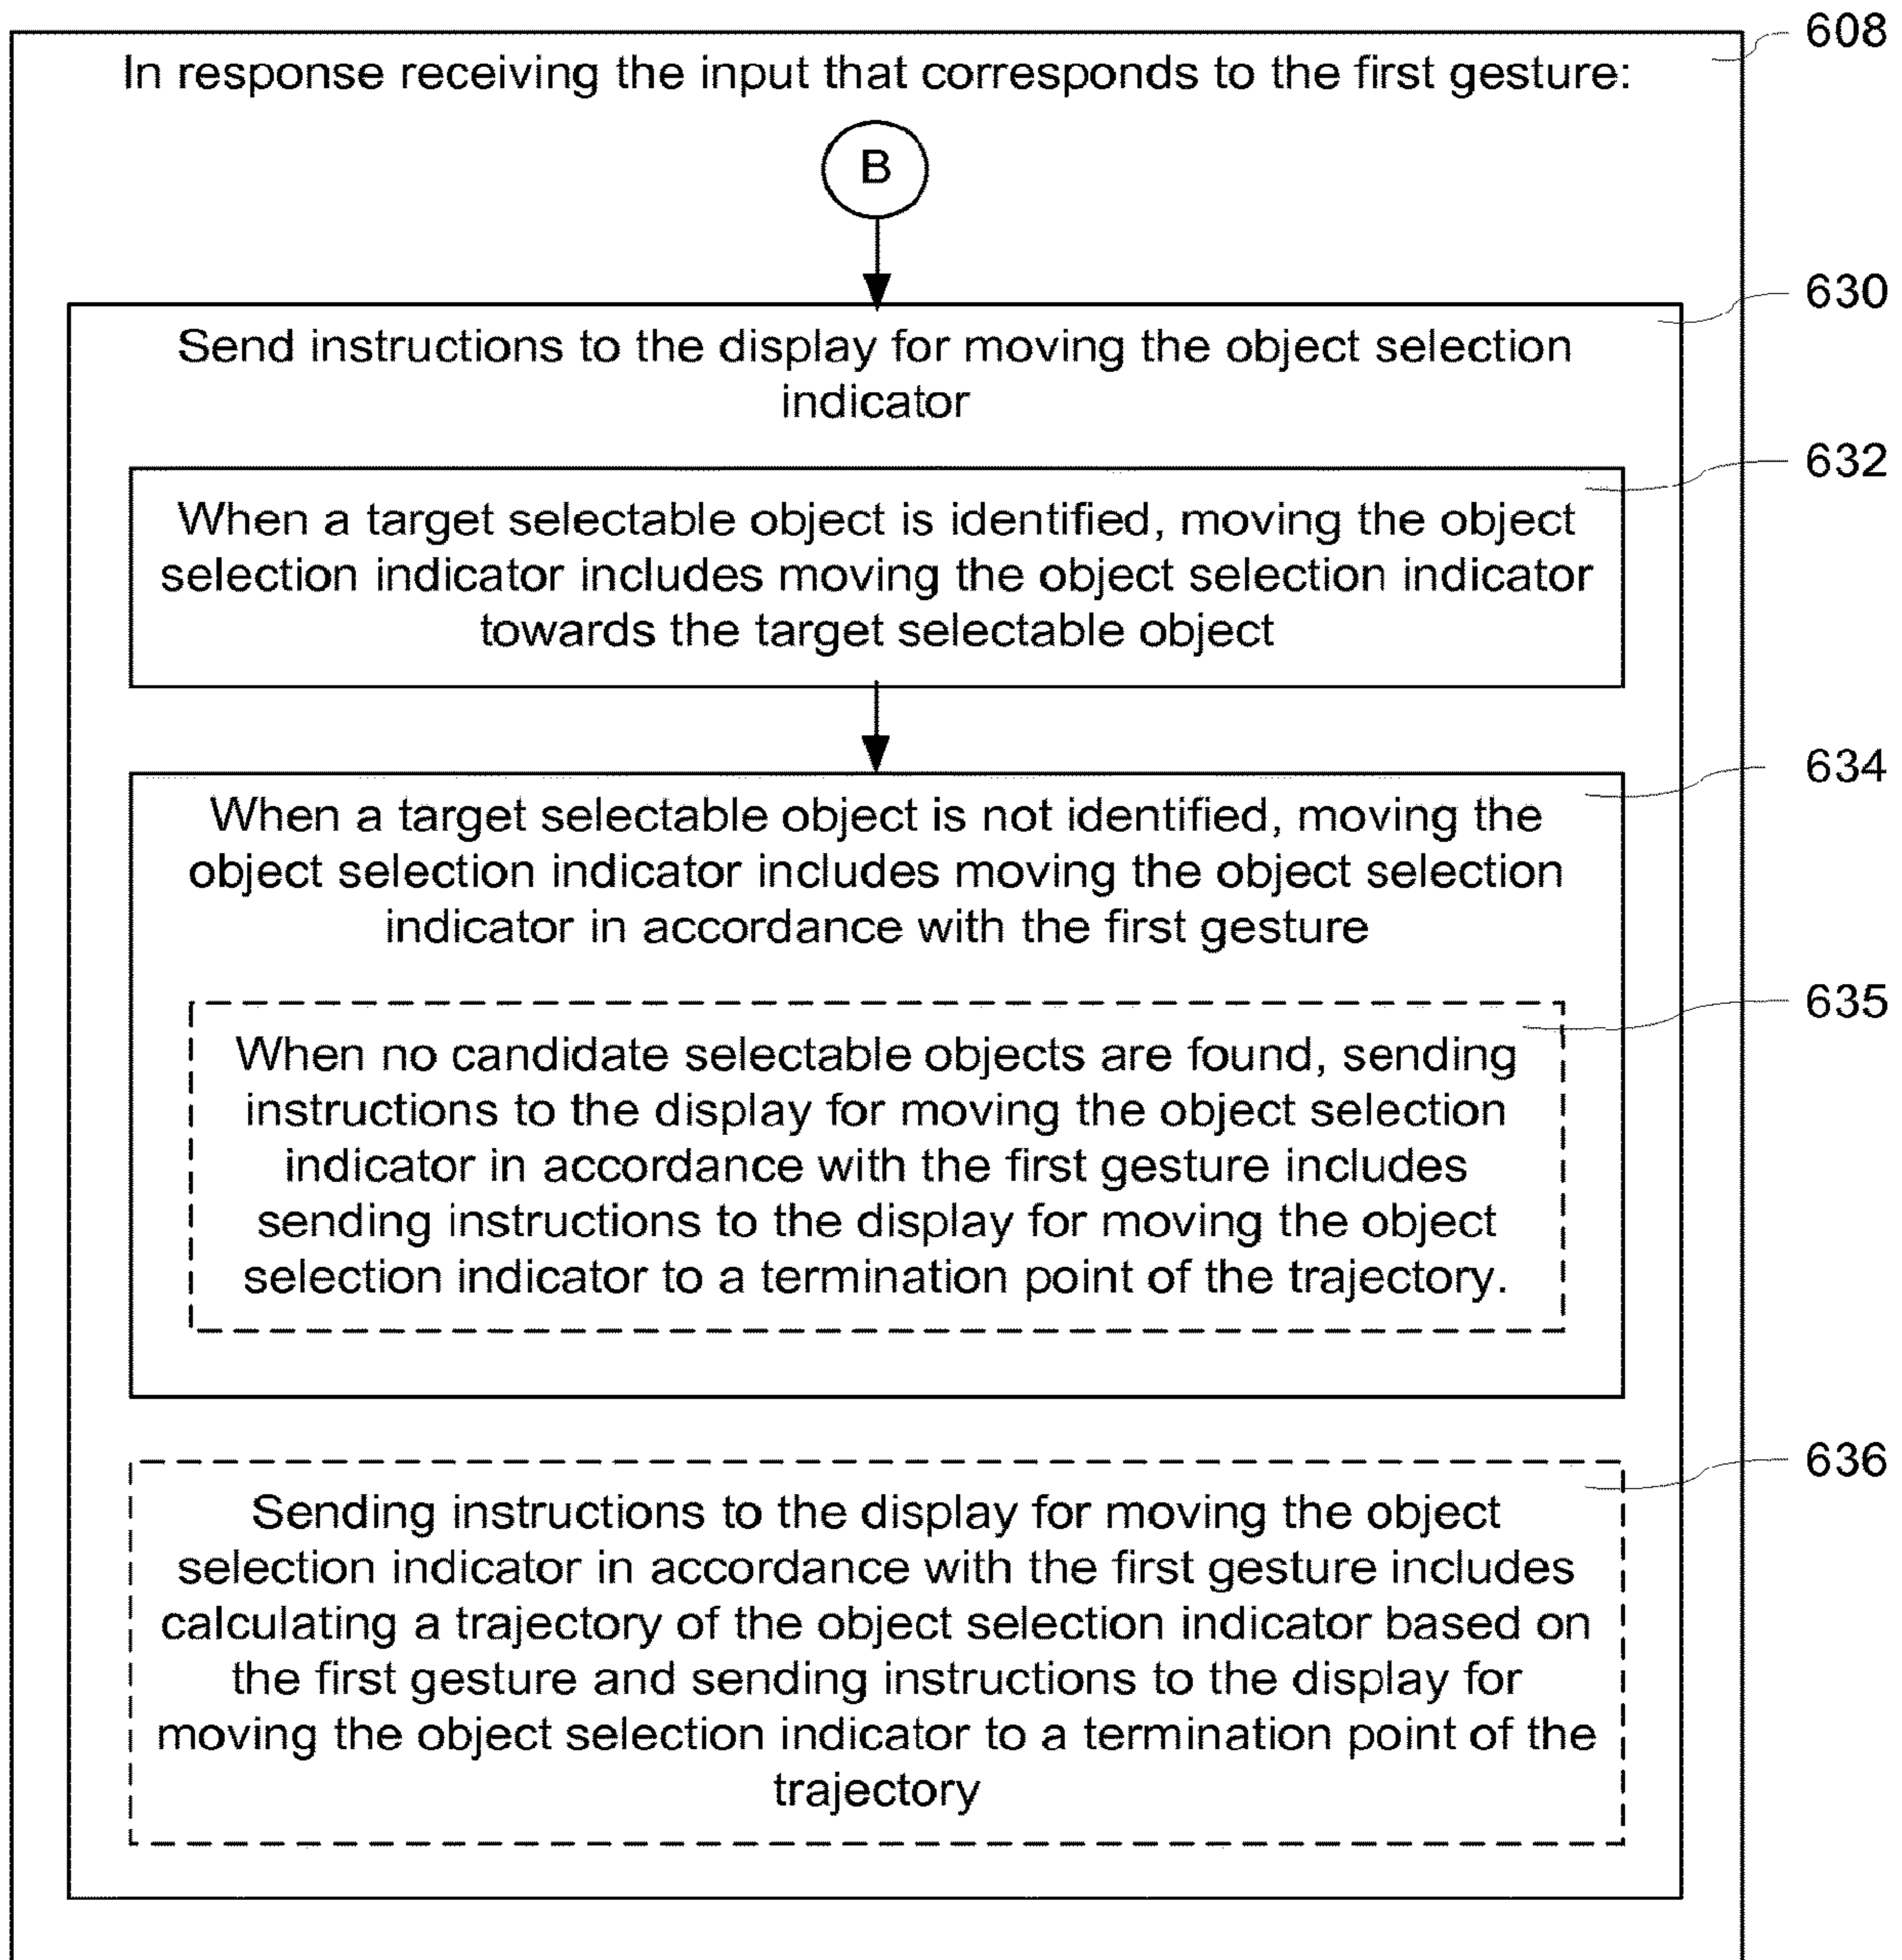 608
In response receiving the input that corresponds to the first gesture:
B
630
Send instructions to the display for moving the object selection
indicator
632
When a target selectable object is identified, moving the object
selection indicator includes moving the object selection indicator
towards the target selectable object
634
When a target selectable object is not identified, moving the
object selection indicator includes moving the object selection
indicator in accordance with the first gesture
635
When no candidate selectable objects are found, sending
instructions to the display for moving the object selection
indicator in accordance with the first gesture includes
sending instructions to the display for moving the object
selection indicator to a termination point of the trajectory.
636
Sending instructions to the display for moving the object
selection indicator in accordance with the first gesture includes
calculating a trajectory of the object selection indicator based on
the first gesture and sending instructions to the display for
moving the object selection indicator to a termination point of the
trajectory